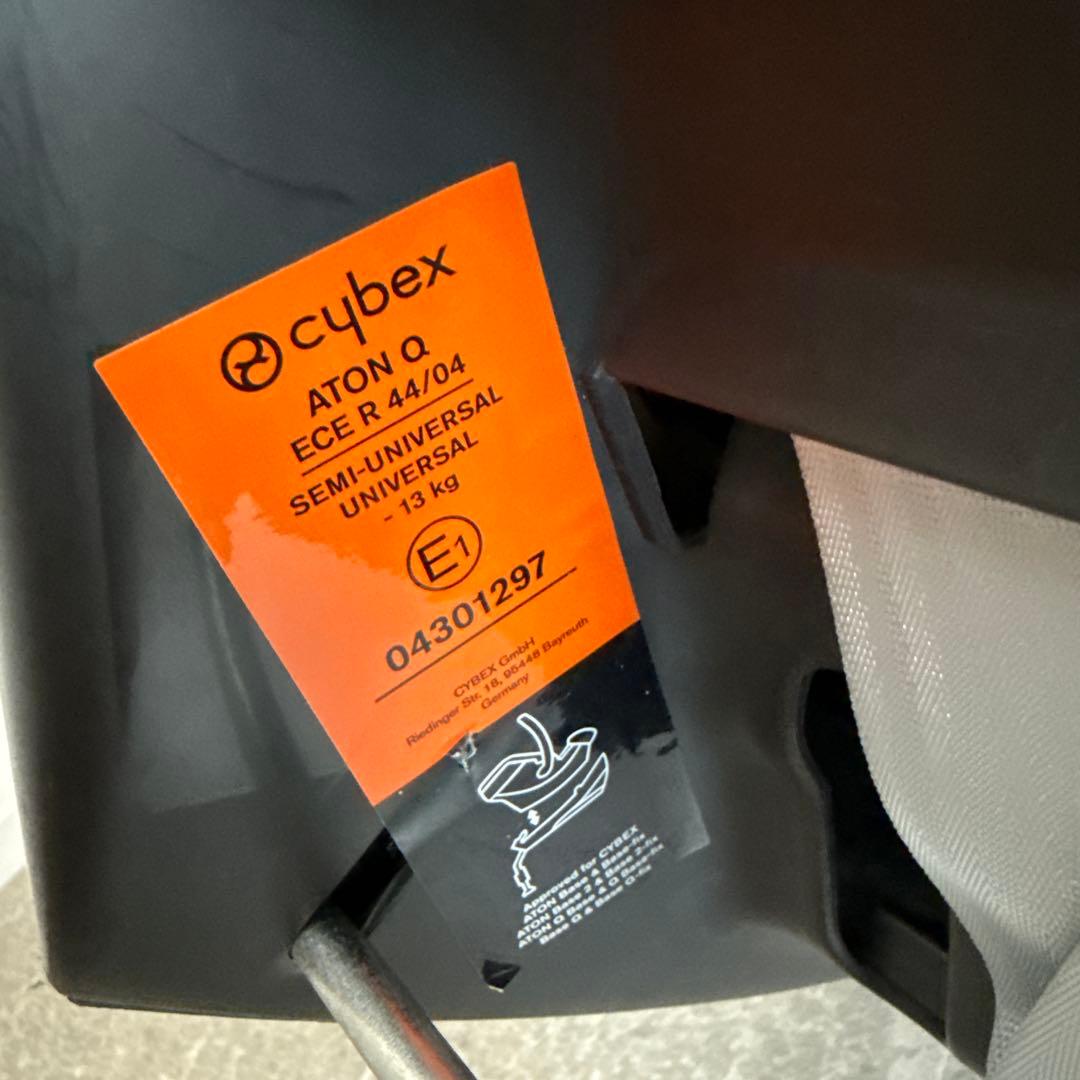 cybex
ATON Q
ECE R 44/04
SEMI-UNIVERSAL
UNIVERSAL
- 13 kg
E1
04301297
CYBEX GmbH
Riedinger Str. 18, 95448 Bayreuth
Germany
Approved for CYBEX
ATON Base & Base-fix
ATON Base 2 & Base 2-fix
ATON Q Base & Q Base-fix
Base Q & Base Q-fix